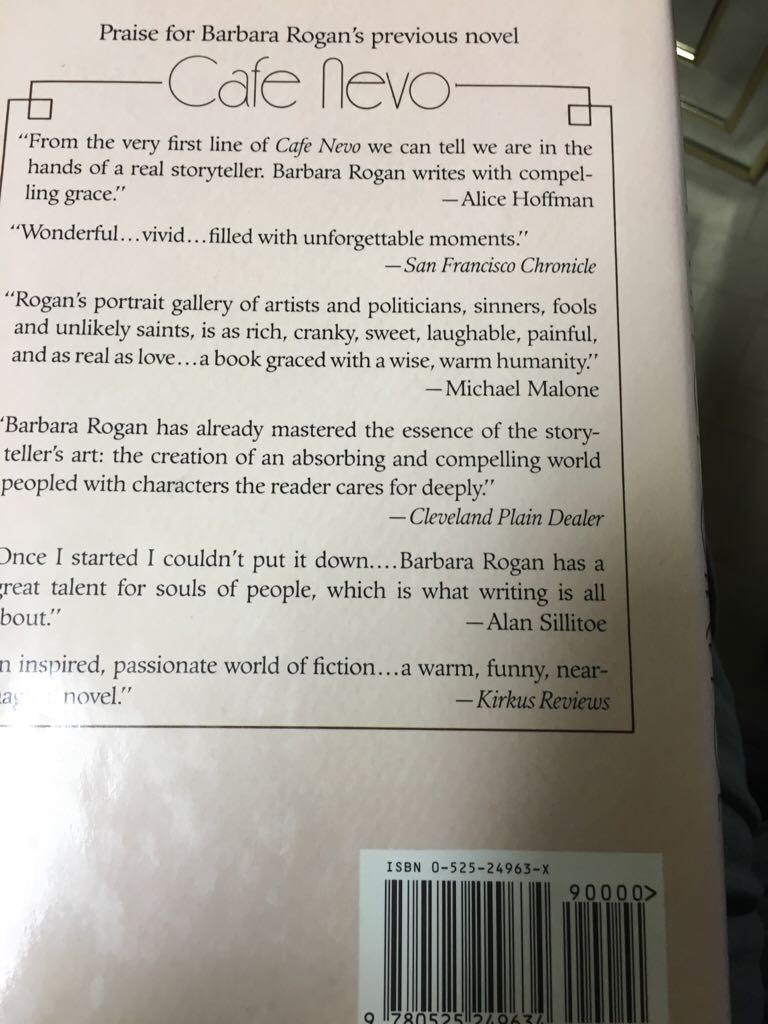 Praise for Barbara Rogan's previous novel
Cafe Nevo
“From the very first line of Cafe Nevo we can tell we are in the
hands of a real storyteller. Barbara Rogan writes with compel-
ling grace.” —Alice Hoffman
“Wonderful...vivid...filled with unforgettable moments.”
—San Francisco Chronicle
“Rogan's portrait gallery of artists and politicians, sinners, fools
and unlikely saints, is as rich, cranky, sweet, laughable, painful,
and as real as love...a book graced with a wise, warm humanity.”
—Michael Malone
“Barbara Rogan has already mastered the essence of the story-
teller's art: the creation of an absorbing and compelling world
peopled with characters the reader cares for deeply.”
—Cleveland Plain Dealer
Once I started I couldn't put it down....Barbara Rogan has a
great talent for souls of people, which is what writing is all
bout.” —Alan Sillitoe
n inspired, passionate world of fiction...a warm, funny, near-
novel.” —Kirkus Reviews
ISBN 0-525-24963-X
90000>
9 780525 249634